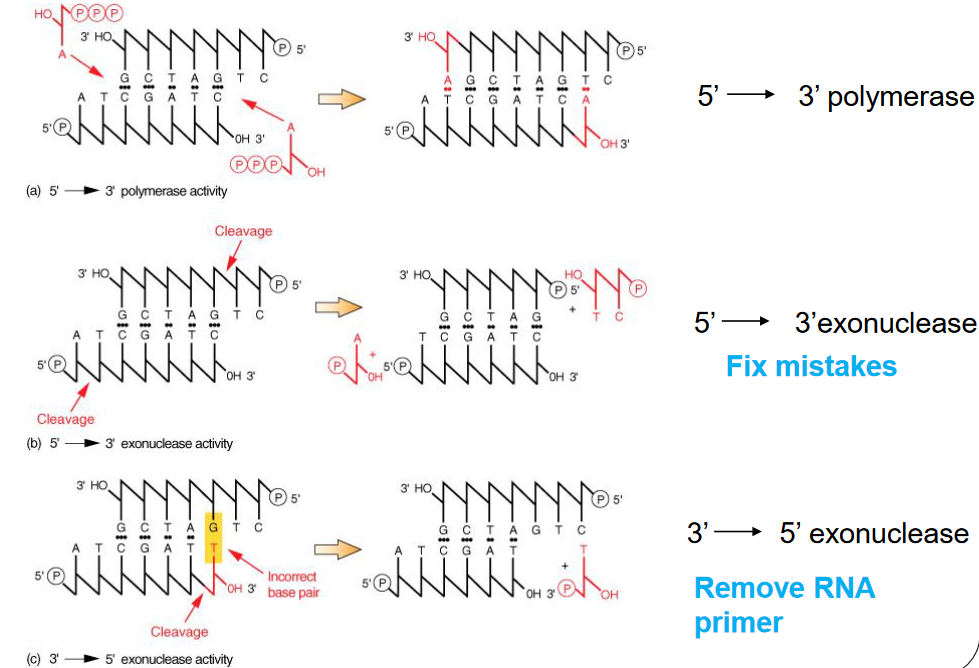 HO PPP
3' HO P 5'
A
G C T A G T C
A T C G A T C
5' P OH 3'
A
PPP OH
3' HO P 5'
A G C T A G T C
A T C G A T C A
5' P OH 3'
5' → 3' polymerase
(a) 5' → 3' polymerase activity
Cleavage
3' HO P 5'
G C T A G T C
A T C G A T C
5' P OH 3'
Cleavage
3' HO P 5'
HO P
+ T C
G C T A G
T C G A T C
A
+
P OH
5' P OH 3'
5' → 3'exonuclease
Fix mistakes
(b) 5' → 3' exonuclease activity
3' HO P 5'
G C T A G T C
A T C G A T T
5' P OH 3'
Incorrect
base pair
Cleavage
3' HO P 5'
G C T A G T C
A T C G A T
5' P OH 3'
T
+
P OH
3' → 5' exonuclease
Remove RNA
primer
(c) 3' → 5' exonuclease activity